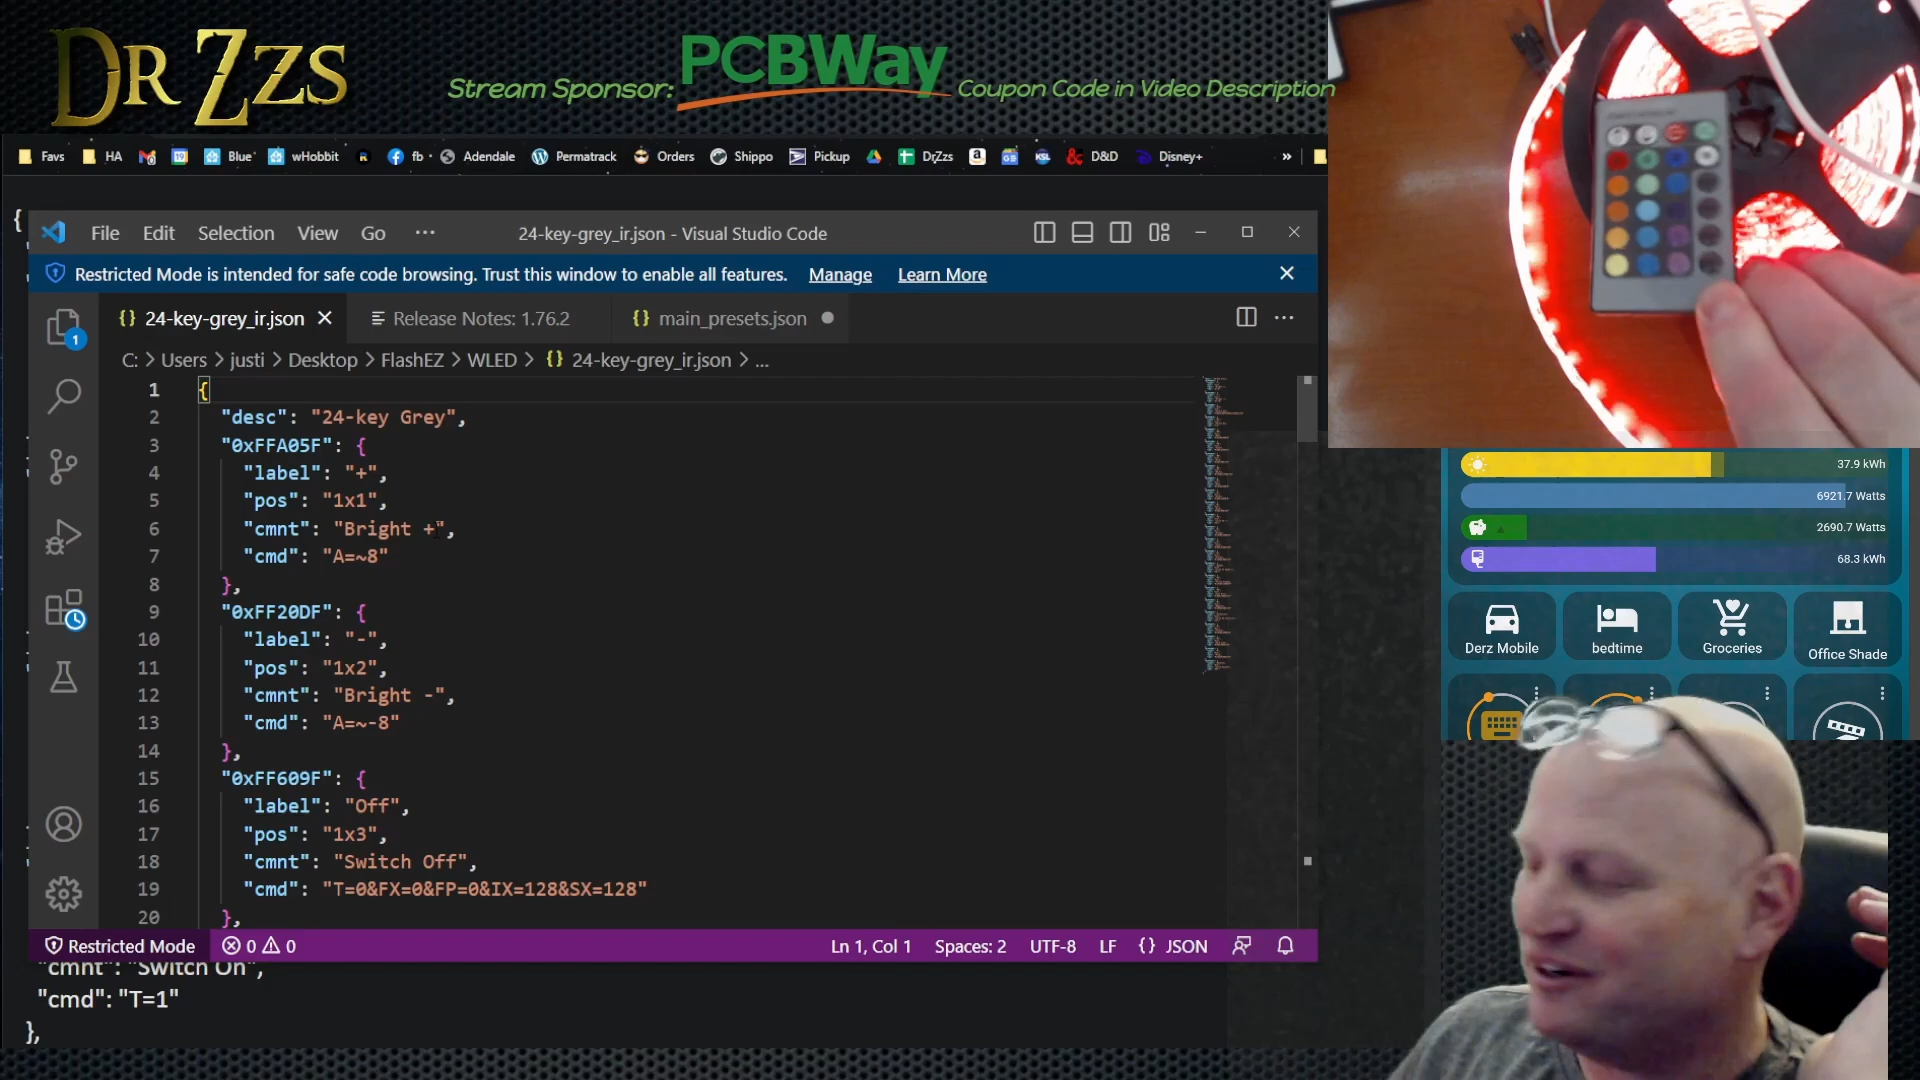 DR ZZS
Stream Sponsor: PCBWay Coupon Code in Video Description
Favs HA 19 Blue wHobbit fb Adendale Permatrack Orders Shippo Pickup DrZzs KSL D&D Disney+ »
{
File Edit Selection View Go ··· 24-key-grey_ir.json - Visual Studio Code
Restricted Mode is intended for safe code browsing. Trust this window to enable all features. Manage Learn More
{} 24-key-grey_ir.json Release Notes: 1.76.2 {} main_presets.json
1
C: > Users > justi > Desktop > FlashEZ > WLED > {} 24-key-grey_ir.json > ...
1 {
2 "desc": "24-key Grey",
3 "0xFFA05F": {
4 "label": "+",
5 "pos": "1x1",
6 "cmnt": "Bright +",
7 "cmd": "A=~8"
8 },
9 "0xFF20DF": {
10 "label": "-",
11 "pos": "1x2",
12 "cmnt": "Bright -",
13 "cmd": "A=~-8"
14 },
15 "0xFF609F": {
16 "label": "Off",
17 "pos": "1x3",
18 "cmnt": "Switch Off",
19 "cmd": "T=0&FX=0&FP=0&IX=128&SX=128"
20 },
Restricted Mode 0 0 Ln 1, Col 1 Spaces: 2 UTF-8 LF {} JSON
"cmnt": "Switch On",
"cmd": "T=1"
},
37.9 kWh
6921.7 Watts
2690.7 Watts
68.3 kWh
Derz Mobile bedtime Groceries Office Shade